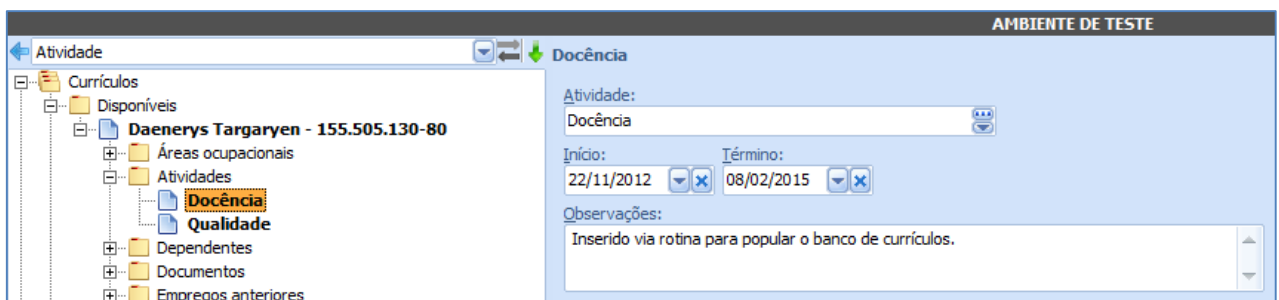 AMBIENTE DE TESTE
Atividade
Currículos
Disponíveis
Daenerys Targaryen - 155.505.130-80
Áreas ocupacionais
Atividades
Docência
Qualidade
Dependentes
Documentos
Empregos anteriores
Docência
Atividade:
Docência
Início: Término:
22/11/2012 08/02/2015
Observações:
Inserido via rotina para popular o banco de currículos.